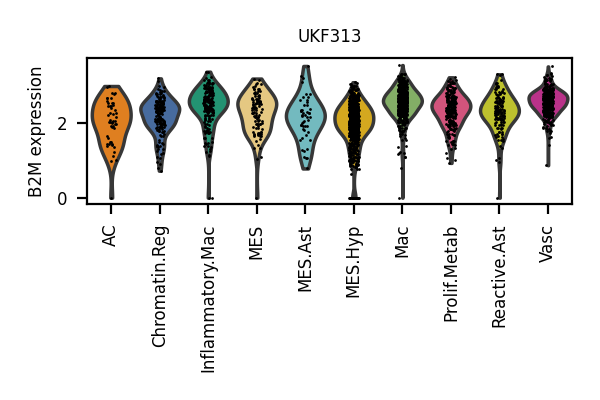 UKF313
B2M expression
2
0
AC
Chromatin.Reg
Inflammatory.Mac
MES
MES.Ast
MES.Hyp
Mac
Prolif.Metab
Reactive.Ast
Vasc